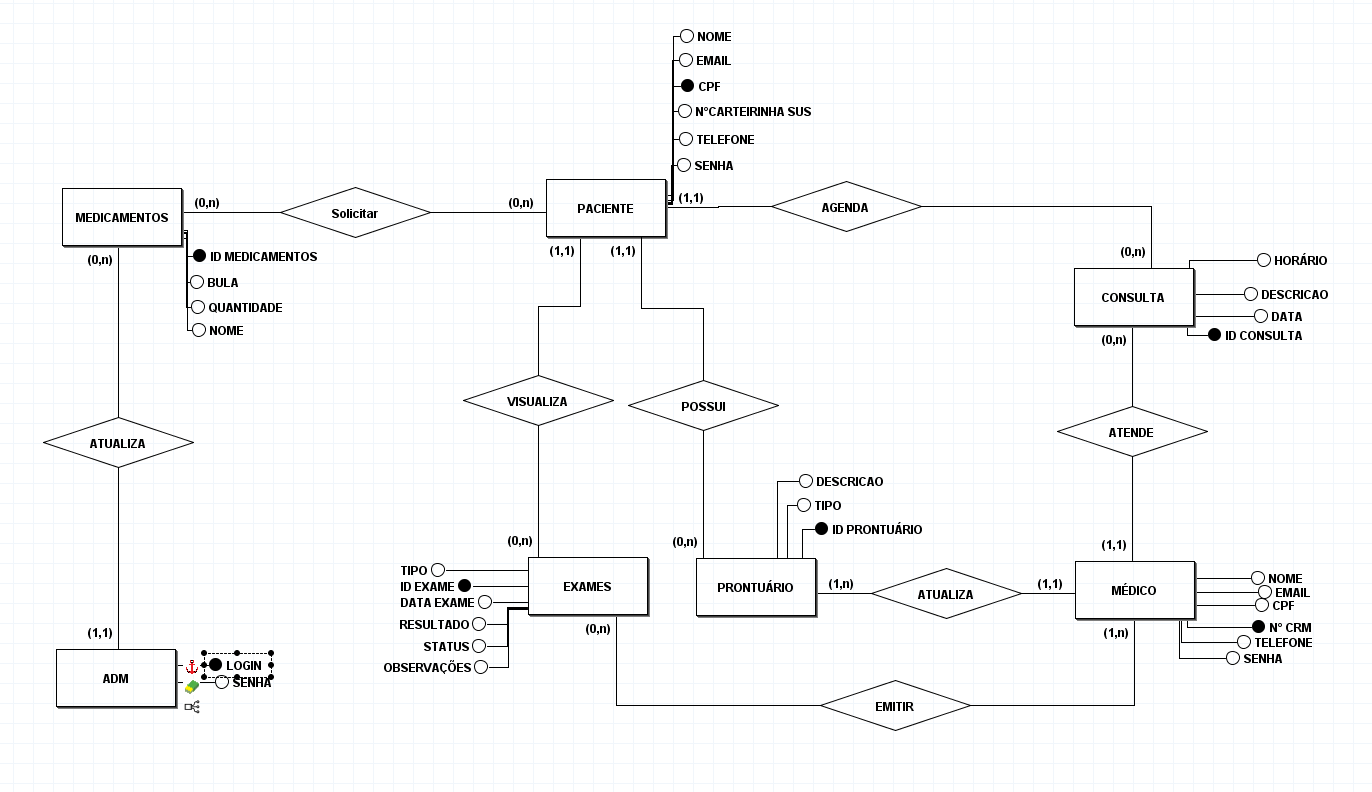 NOME
EMAIL
CPF
N°CARTEIRINHA SUS
TELEFONE
SENHA
MEDICAMENTOS
(0,n)
Solicitar
(0,n)
PACIENTE
(1,1)
AGENDA
(0,n)
(1,1)
(1,1)
(0,n)
ID MEDICAMENTOS
BULA
QUANTIDADE
NOME
CONSULTA
HORÁRIO
DESCRICAO
DATA
ID CONSULTA
(0,n)
VISUALIZA
POSSUI
ATENDE
ATUALIZA
DESCRICAO
TIPO
ID PRONTUÁRIO
(0,n)
(0,n)
(1,1)
TIPO
ID EXAME
DATA EXAME
RESULTADO
STATUS
OBSERVAÇÕES
EXAMES
(0,n)
PRONTUÁRIO
(1,n)
ATUALIZA
(1,1)
MÉDICO
(1,n)
NOME
EMAIL
CPF
N° CRM
TELEFONE
SENHA
(1,1)
ADM
LOGIN
SENHA
EMITIR